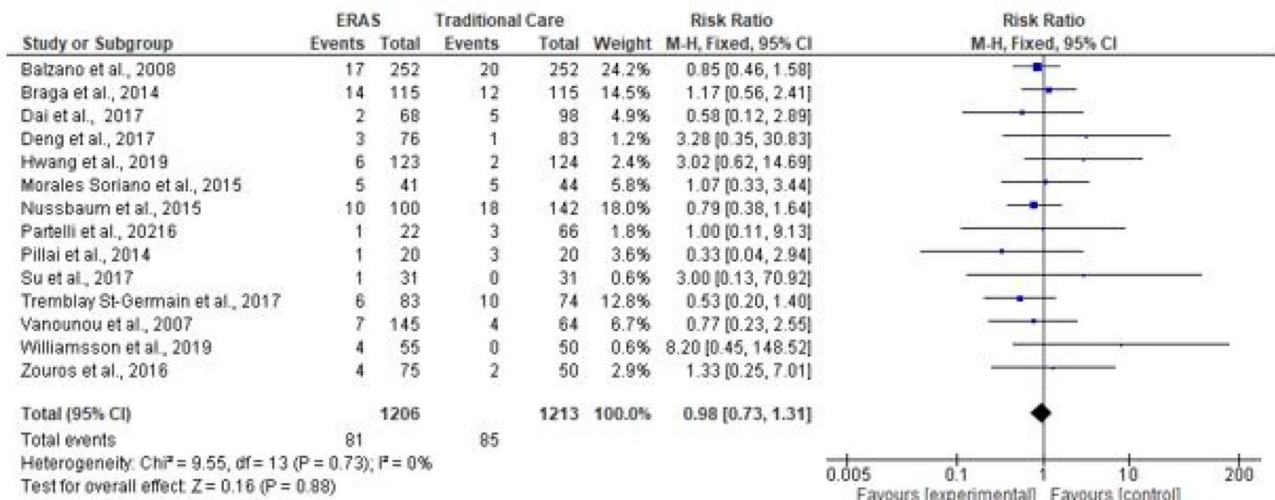 ERAS Traditional Care Risk Ratio Risk Ratio
Study or Subgroup Events Total Events Total Weight M-H, Fixed, 95% CI M-H, Fixed, 95% CI
Balzano et al., 2008 17 252 20 252 24.2% 0.85 [0.46, 1.58]
Braga et al., 2014 14 115 12 115 14.5% 1.17 [0.56, 2.41]
Dai et al., 2017 2 68 5 98 4.9% 0.58 [0.12, 2.89]
Deng et al., 2017 3 76 1 83 1.2% 3.28 [0.35, 30.83]
Hwang et al., 2019 6 123 2 124 2.4% 3.02 [0.62, 14.69]
Morales Soriano et al., 2015 5 41 5 44 5.8% 1.07 [0.33, 3.44]
Nussbaum et al., 2015 10 100 18 142 18.0% 0.79 [0.38, 1.64]
Partelli et al., 20216 1 22 3 66 1.8% 1.00 [0.11, 9.13]
Pillai et al., 2014 1 20 3 20 3.6% 0.33 [0.04, 2.94]
Su et al., 2017 1 31 0 31 0.6% 3.00 [0.13, 70.92]
Tremblay St-Germain et al., 2017 6 83 10 74 12.8% 0.53 [0.20, 1.40]
Vanounou et al., 2007 7 145 4 64 6.7% 0.77 [0.23, 2.55]
Williamsson et al., 2019 4 55 0 50 0.6% 8.20 [0.45, 148.52]
Zouros et al., 2016 4 75 2 50 2.9% 1.33 [0.25, 7.01]
Total (95% CI) 1206 1213 100.0% 0.98 [0.73, 1.31]
Total events 81 85
Heterogeneity: Chi² = 9.55, df = 13 (P = 0.73); I² = 0%
Test for overall effect: Z = 0.16 (P = 0.88)
0.005 0.1 1 10 200
Favours [experimental] Favours [control]